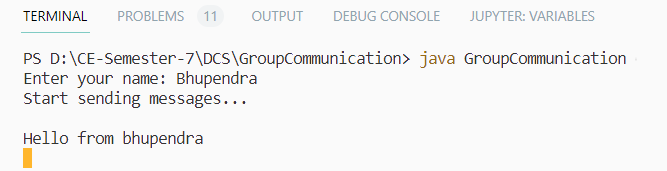 TERMINAL PROBLEMS 11 OUTPUT DEBUG CONSOLE JUPYTER: VARIABLES
PS D:\CE-Semester-7\DCS\GroupCommunication> java GroupCommunication
Enter your name: Bhupendra
Start sending messages...
Hello from bhupendra